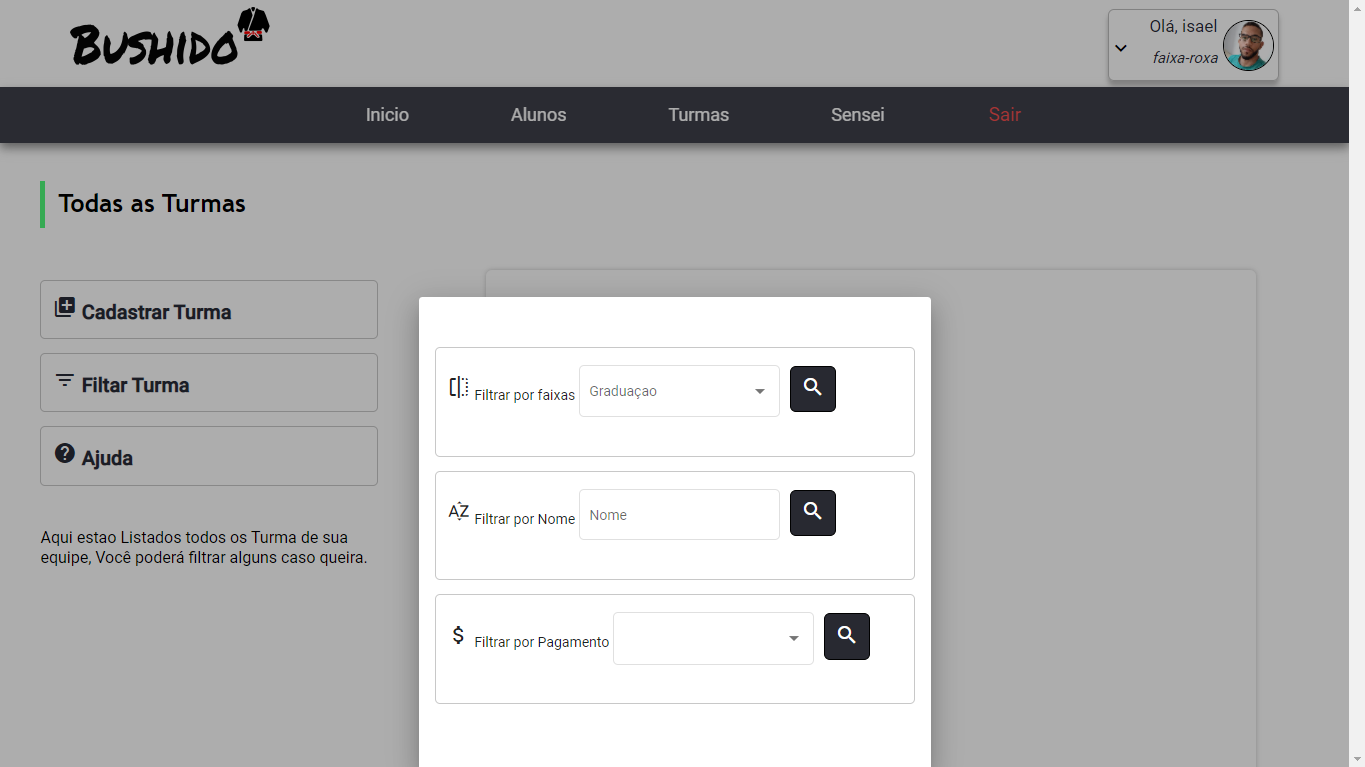 BUSHIDO
Olá, isael
faixa-roxa
Inicio Alunos Turmas Sensei Sair
Todas as Turmas
Cadastrar Turma
Filtar Turma
Ajuda
Aqui estao Listados todos os Turma de sua
equipe, Você poderá filtrar alguns caso queira.
Filtrar por faixas Graduaçao
AZ Filtrar por Nome Nome
$ Filtrar por Pagamento